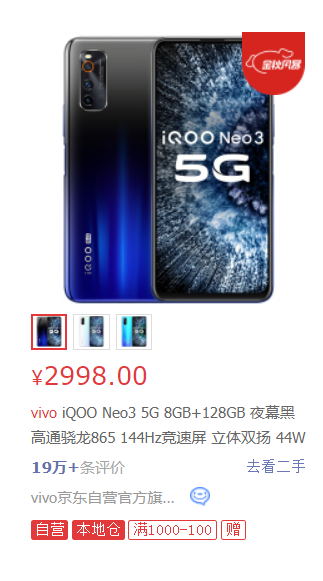 金秋风暴
iQOO Neo3
5G
iQOO
¥2998.00
vivo iQOO Neo3 5G 8GB+128GB 夜幕黑
高通骁龙865 144Hz竞速屏 立体双扬 44W
19万+条评价 去看二手
vivo京东自营官方旗...
自营 本地仓 满1000-100 赠